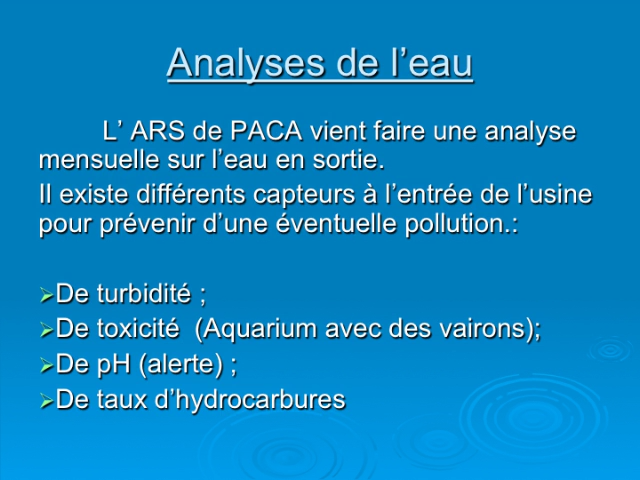 Analyses de l’eau
L’ ARS de PACA vient faire une analyse
mensuelle sur l’eau en sortie.
Il existe différents capteurs à l’entrée de l’usine
pour prévenir d’une éventuelle pollution.:
➢De turbidité ;
➢De toxicité  (Aquarium avec des vairons);
➢De pH (alerte) ;
➢De taux d’hydrocarbures